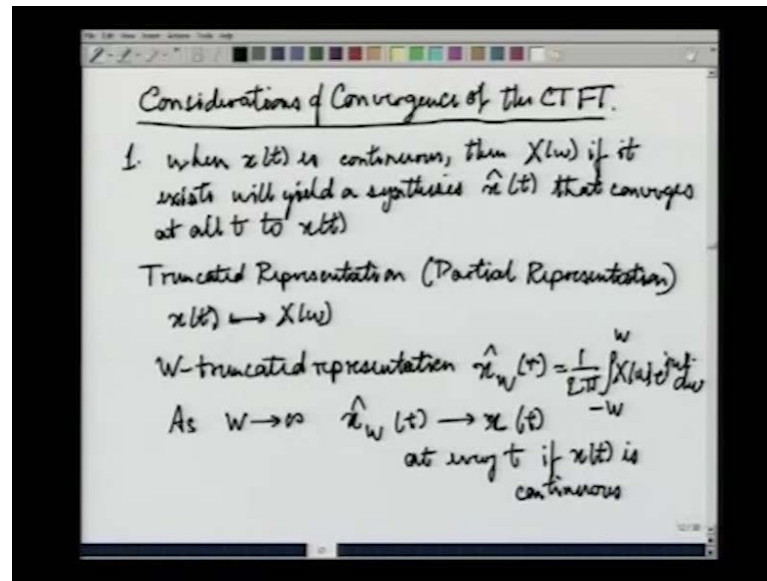 Considerations of Convergence of the CTFT.
1. when x(t) is continuous, then X(ω) if it
exists will yield a synthesis x̂(t) that converges
at all t to x(t)
Truncated Representation (Partial Representation)
x(t) ⟷ X(ω)
W-truncated representation x̂_W(t) = 1/2π ∫_{-W}^{W} X(ω) e^{jωt} dω
As W→∞ x̂_W(t) → x(t)
at every t if x(t) is
continuous